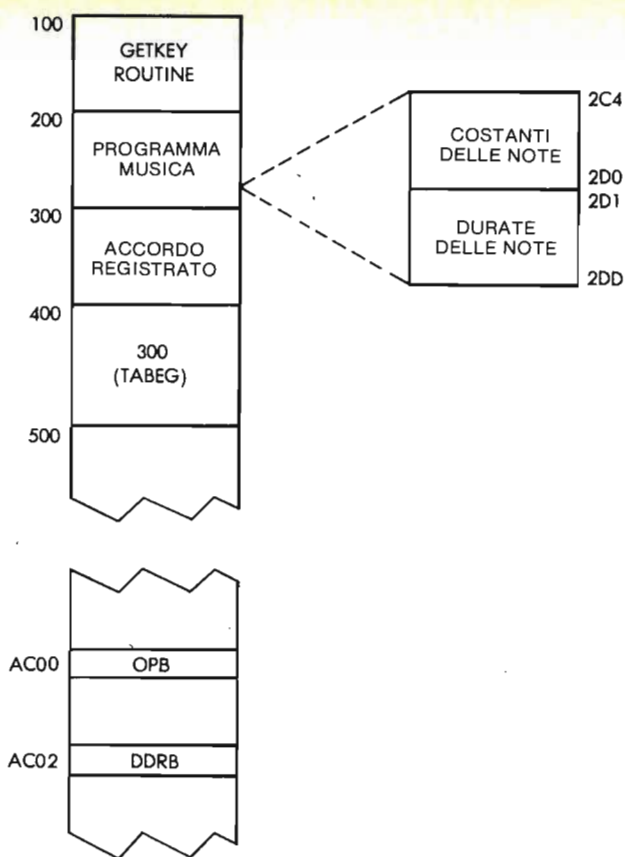 100
GETKEY
ROUTINE
200
PROGRAMMA
MUSICA
300
ACCORDO
REGISTRATO
400
300
(TABEG)
500
2C4
COSTANTI
DELLE NOTE
2D0
2D1
DURATE
DELLE NOTE
2DD
AC00
OPB
AC02
DDRB